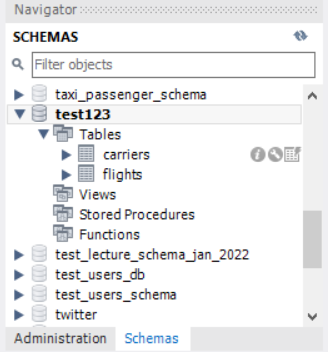 Navigator
SCHEMAS
Filter objects
taxi_passenger_schema
test123
Tables
carriers
flights
Views
Stored Procedures
Functions
test_lecture_schema_jan_2022
test_users_db
test_users_schema
twitter
Administration Schemas